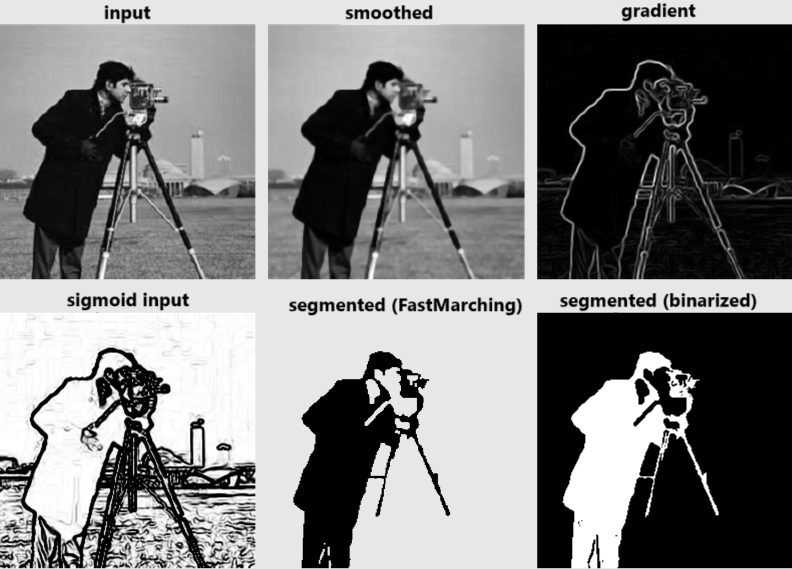 input
smoothed
gradient
sigmoid input
segmented (FastMarching)
segmented (binarized)